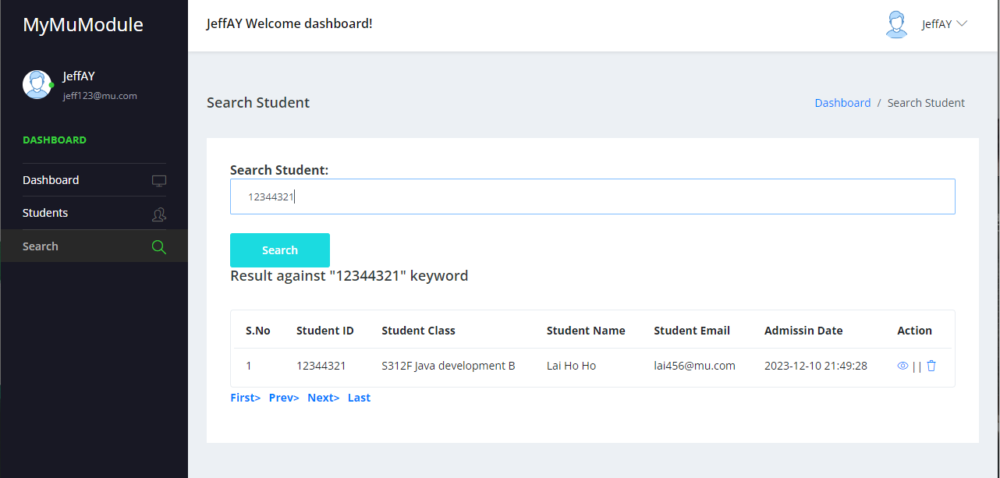 MyMuModule
JeffAY Welcome dashboard!
JeffAY
JeffAY
jeff123@mu.com
DASHBOARD
Dashboard
Students
Search
Search Student
Dashboard / Search Student
Search Student:
12344321
Search
Result against "12344321" keyword
S.No Student ID Student Class Student Name Student Email Admissin Date Action
1 12344321 S312F Java development B Lai Ho Ho lai456@mu.com 2023-12-10 21:49:28 ||
First> Prev> Next> Last